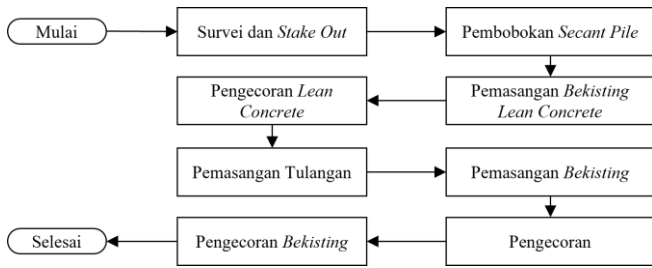 Mulai
Survei dan Stake Out
Pembobokan Secant Pile
Pemasangan Bekisting
Lean Concrete
Pengecoran Lean
Concrete
Pemasangan Tulangan
Pemasangan Bekisting
Pengecoran
Pengecoran Bekisting
Selesai